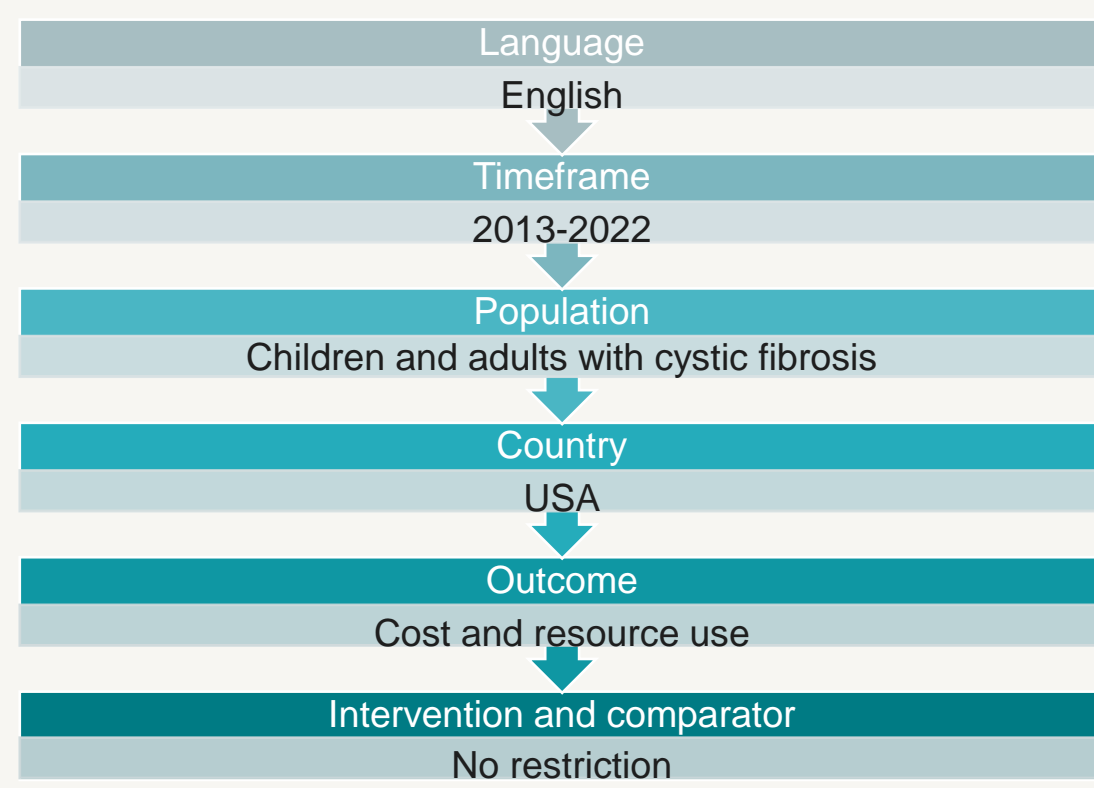 Language
English
Timeframe
2013-2022
Population
Children and adults with cystic fibrosis
Country
USA
Outcome
Cost and resource use
Intervention and comparator
No restriction